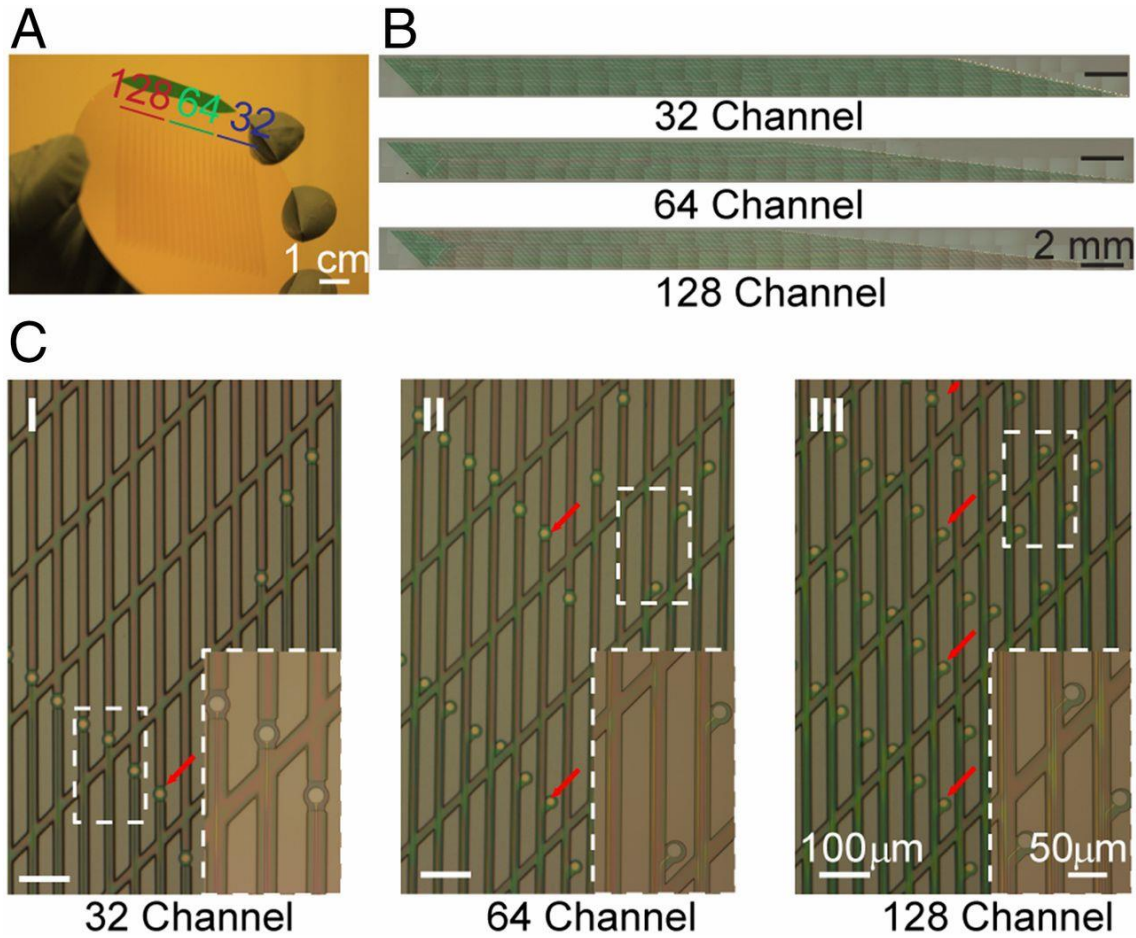 A
128 64 32
1 cm
B
32 Channel
64 Channel
2 mm
128 Channel
C
I
II
III
100μm
50μm
32 Channel
64 Channel
128 Channel